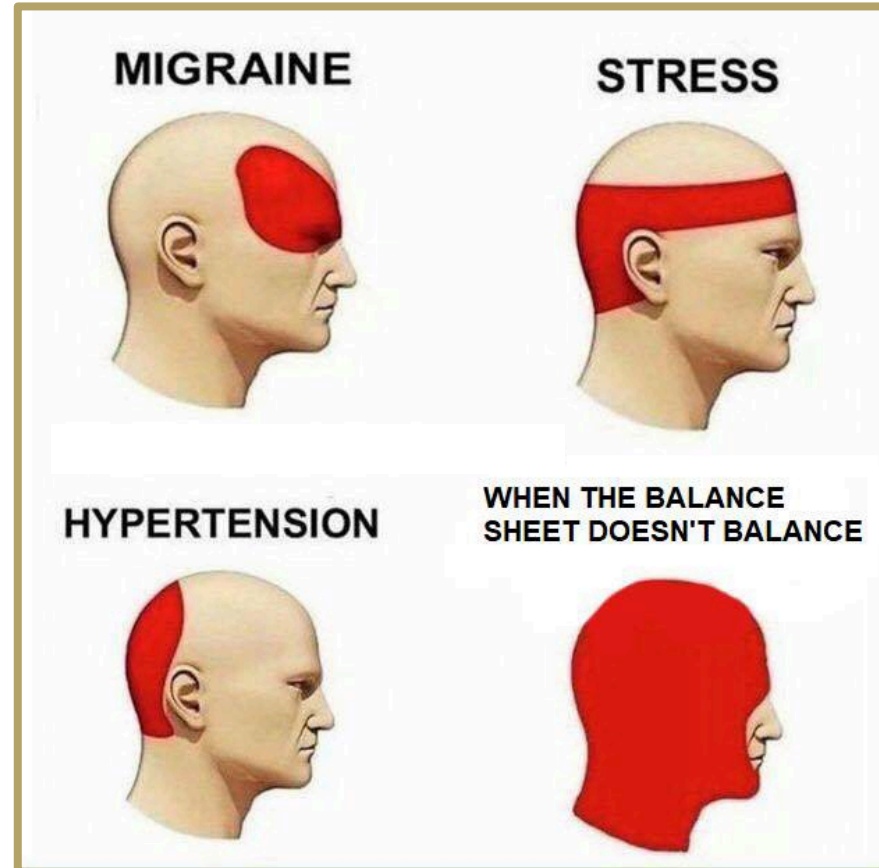 MIGRAINE
STRESS
HYPERTENSION
WHEN THE BALANCE
SHEET DOESN'T BALANCE